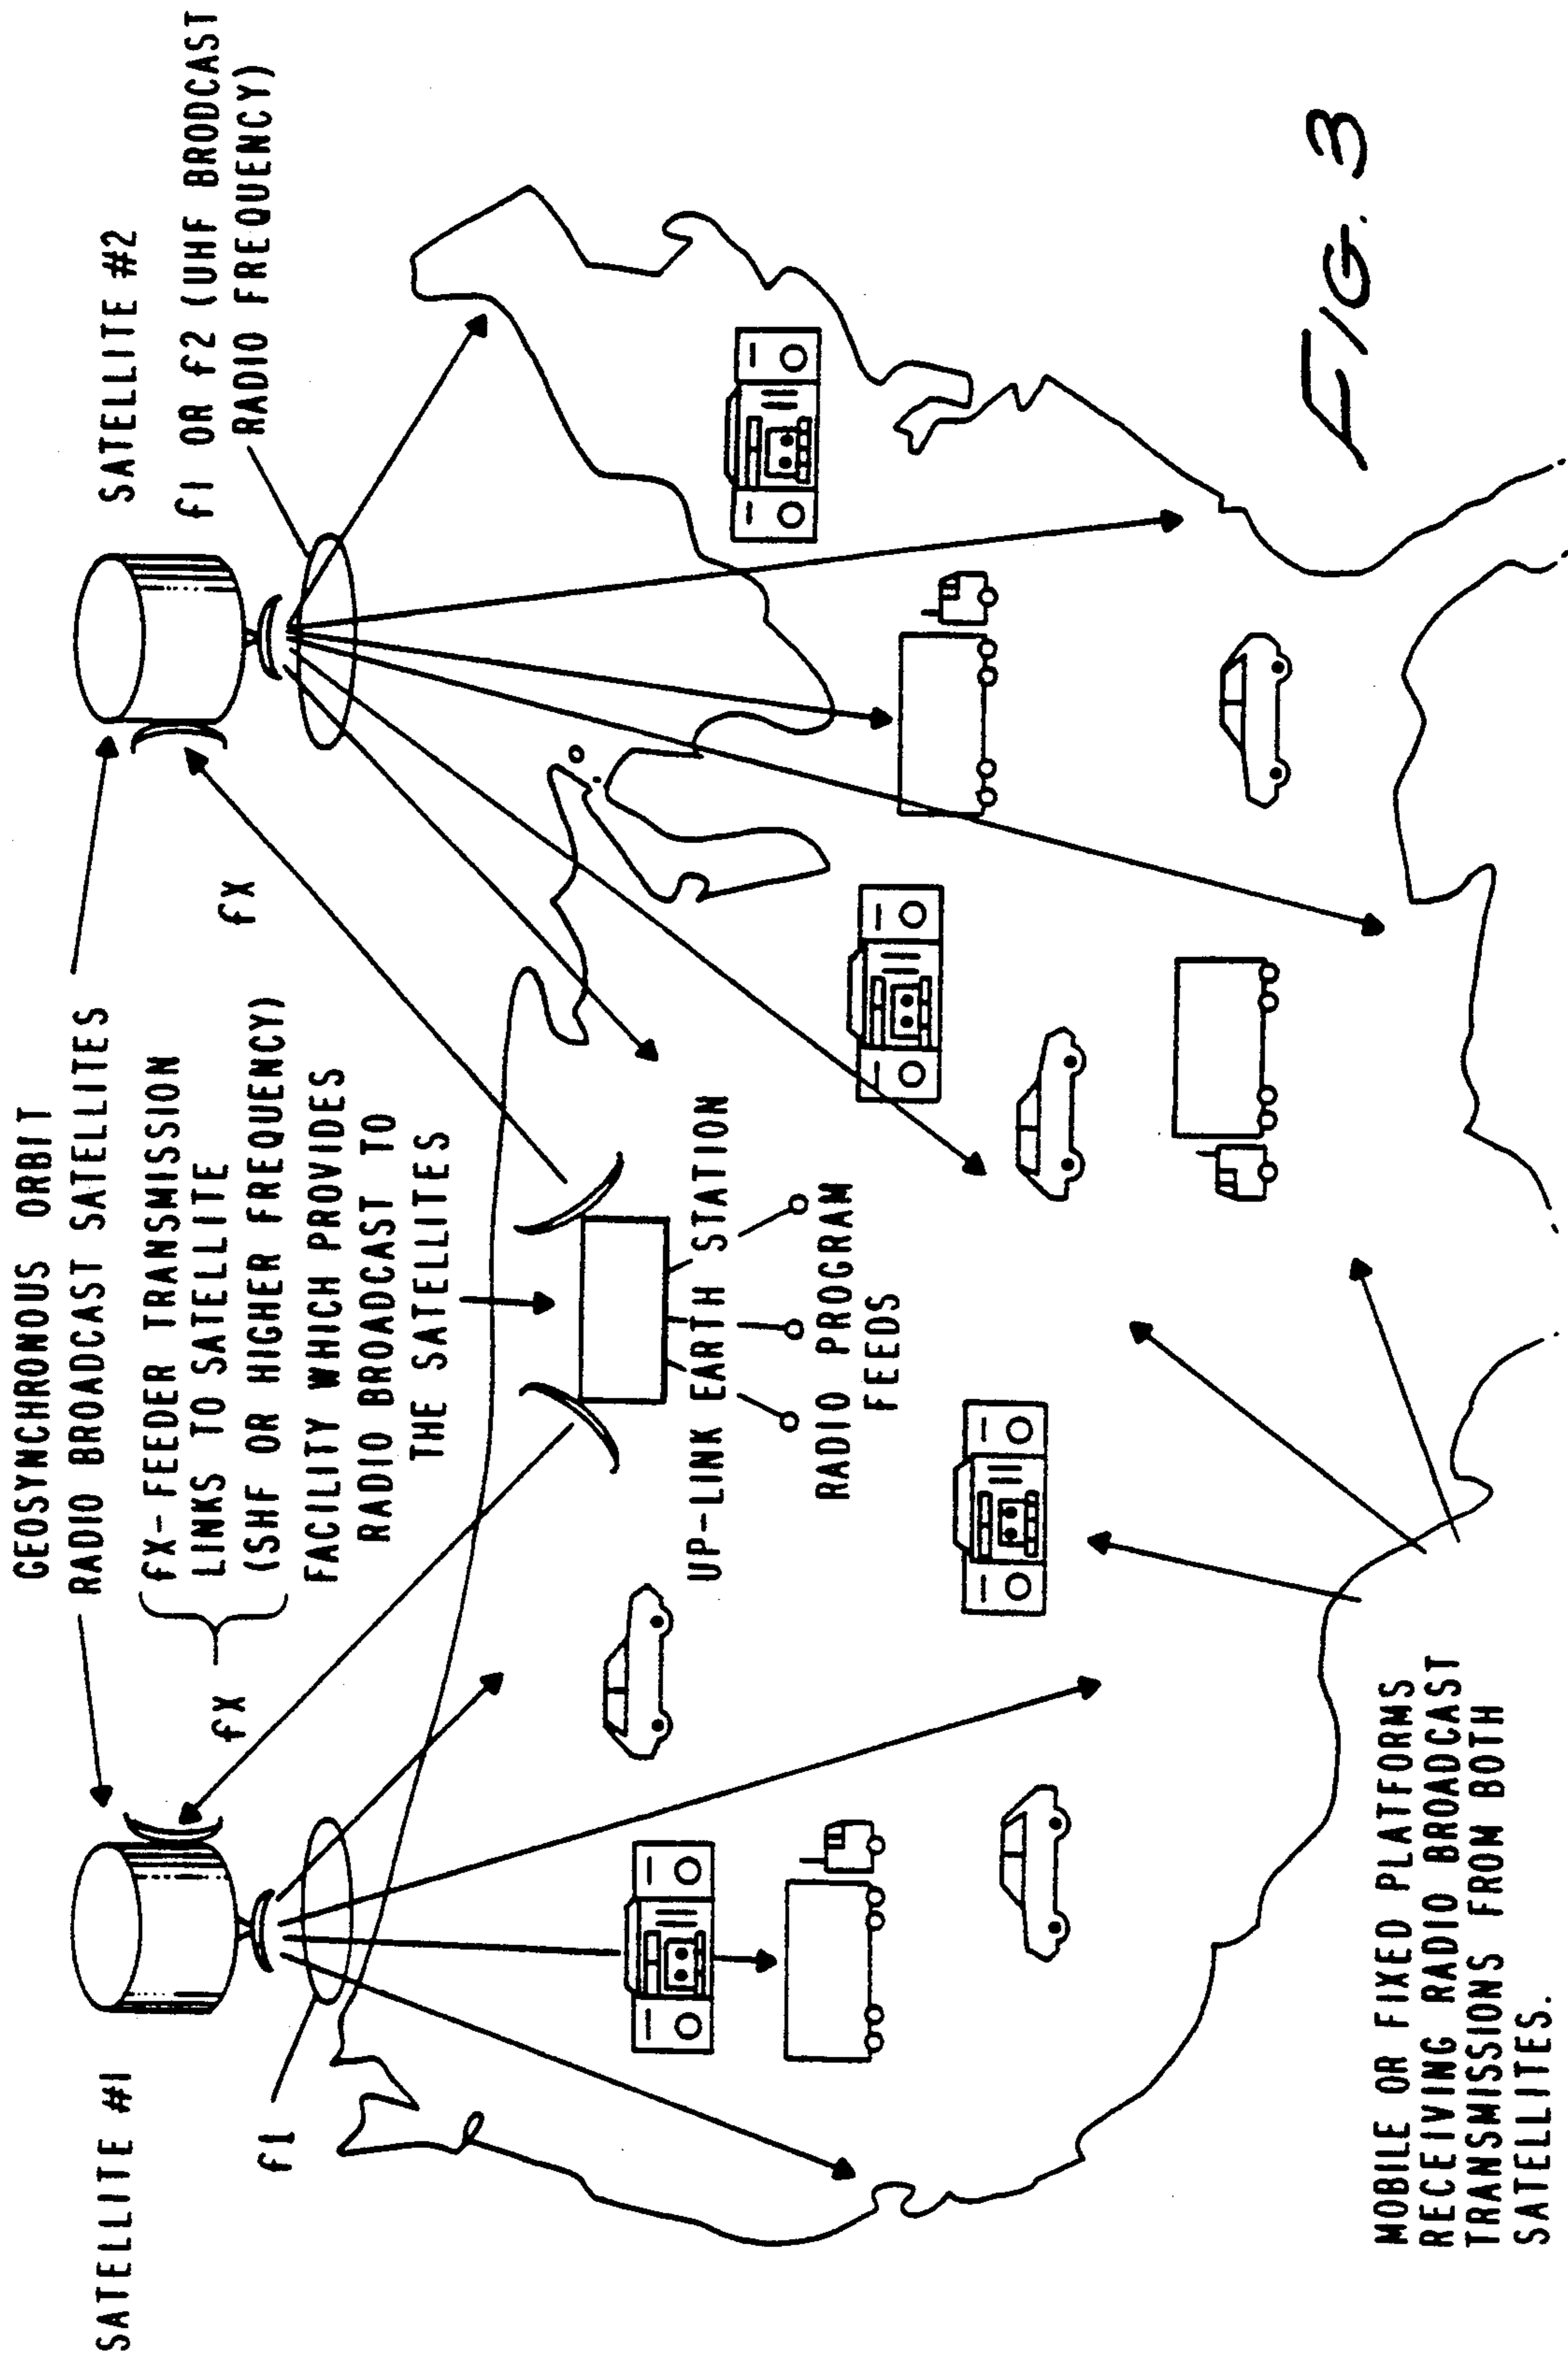 GEOSYNCHRONOUS ORBIT
RADIO BROADCAST SATELLITES
SATELLITE #1
SATELLITE #2
fX-FEEDER TRANSMISSION
LINKS TO SATELLITE
(SHF OR HIGHER FREQUENCY)
fX
fX
f1 OR f2 (UHF BRODCAST
RADIO FREQUENCY)
f1
FACILITY WHICH PROVIDES
RADIO BROADCAST TO
THE SATELLITES
UP-LINK EARTH STATION
RADIO PROGRAM
FEEDS
MOBILE OR FIXED PLATFORMS
RECEIVING RADIO BROADCAST
TRANSMISSIONS FROM BOTH
SATELLITES.
FIG. 3